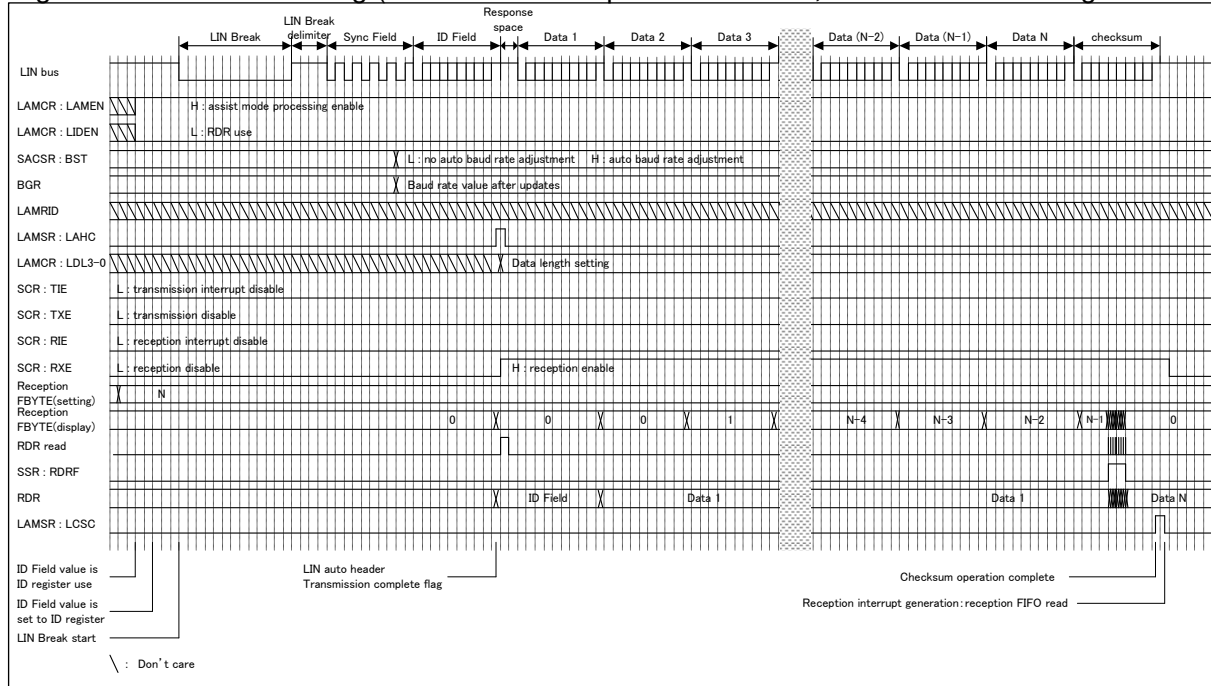 LIN Break
LIN Break
delimiter
Sync Field
ID Field
Response
space
Data 1
Data 2
Data 3
Data (N-2)
Data (N-1)
Data N
checksum
LIN bus
LAMCR : LAMEN
H : assist mode processing enable
LAMCR : LIDEN
L : RDR use
SACSR : BST
L : no auto baud rate adjustment H : auto baud rate adjustment
BGR
Baud rate value after updates
LAMRID
LAMSR : LAHC
LAMCR : LDL3-0
Data length setting
SCR : TIE
L : transmission interrupt disable
SCR : TXE
L : transmission disable
SCR : RIE
L : reception interrupt disable
SCR : RXE
L : reception disable
H : reception enable
Reception
FBYTE(setting)
N
Reception
FBYTE(display)
0 0 0 1 N-4 N-3 N-2 N-1 0
RDR read
SSR : RDRF
RDR
ID Field
Data 1
Data 1
Data N
LAMSR : LCSC
ID Field value is
ID register use
ID Field value is
set to ID register
LIN Break start
LIN auto header
Transmission complete flag
Checksum operation complete
Reception interrupt generation:reception FIFO read
\ : Don't care